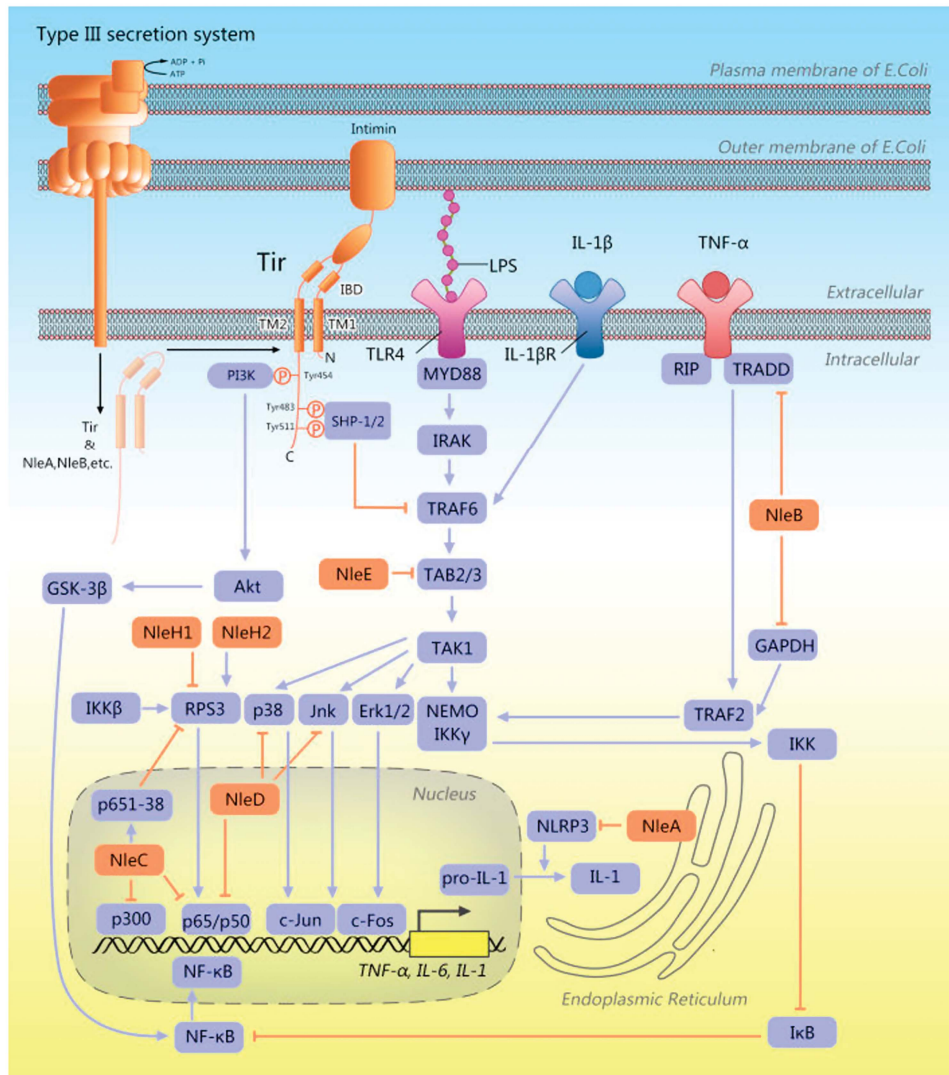 Type III secretion system
ADP + Pi
ATP
Plasma membrane of E.Coli
Intimin
Outer membrane of E.Coli
Tir
IBD
LPS
IL-1β
TNF-α
Extracellular
TM2
TM1
N
TLR4
IL-1βR
Intracellular
PI3K
P
Tyr454
MYD88
RIP
TRADD
Tyr483
P
Tyr511
P
SHP-1/2
C
Tir
&
NleA,NleB,etc.
IRAK
TRAF6
NleB
NleE
TAB2/3
GSK-3β
Akt
NleH1
NleH2
TAK1
GAPDH
IKKβ
RPS3
p38
Jnk
Erk1/2
NEMO
IKKγ
TRAF2
IKK
Nucleus
p651-38
NleD
NLRP3
NleA
NleC
pro-IL-1
IL-1
p300
p65/p50
c-Jun
c-Fos
TNF-α, IL-6, IL-1
NF-κB
Endoplasmic Reticulum
NF-κB
IκB